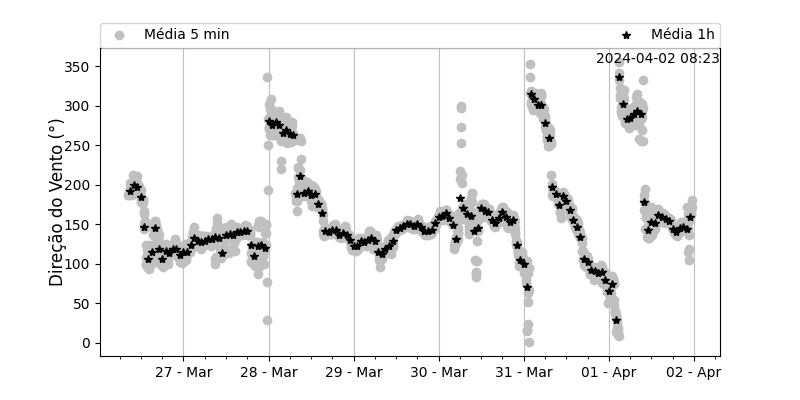 Média 5 min
Média 1h
2024-04-02 08:23
Direção do Vento (°)
350
300
250
200
150
100
50
0
27 - Mar
28 - Mar
29 - Mar
30 - Mar
31 - Mar
01 - Apr
02 - Apr